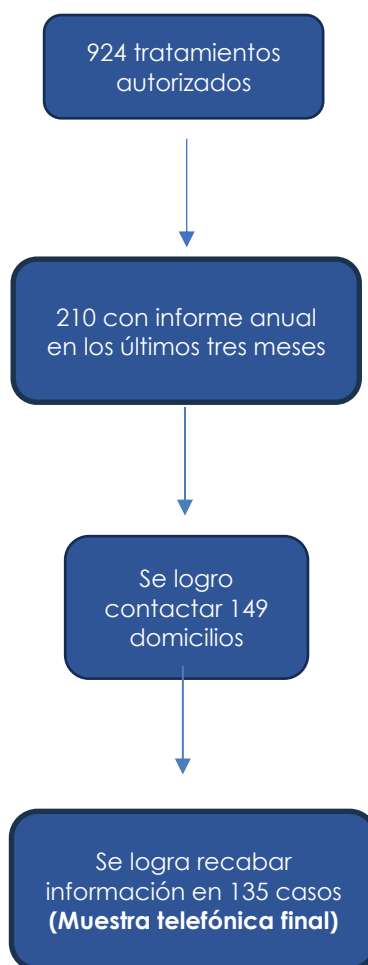 924 tratamientos
autorizados
210 con informe anual
en los últimos tres meses
Se logro
contactar 149
domicilios
Se logra recabar
información en 135 casos
(Muestra telefónica final)